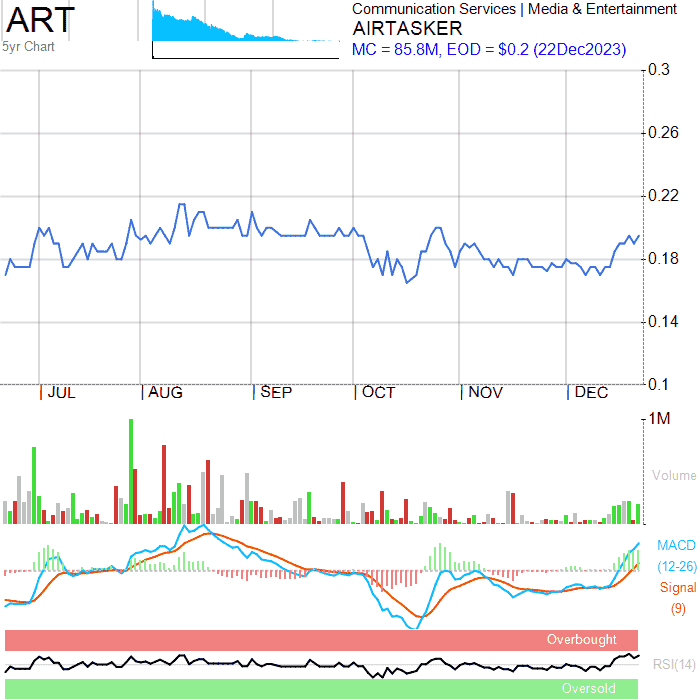 ART
5yr Chart
Communication Services | Media & Entertainment
AIRTASKER
MC = 85.8M, EOD = $0.2 (22Dec2023)
0.3
0.26
0.22
0.18
0.14
0.1
JUL AUG SEP OCT NOV DEC
1M
Volume
MACD
(12-26)
Signal
(9)
Overbought
RSI(14)
Oversold